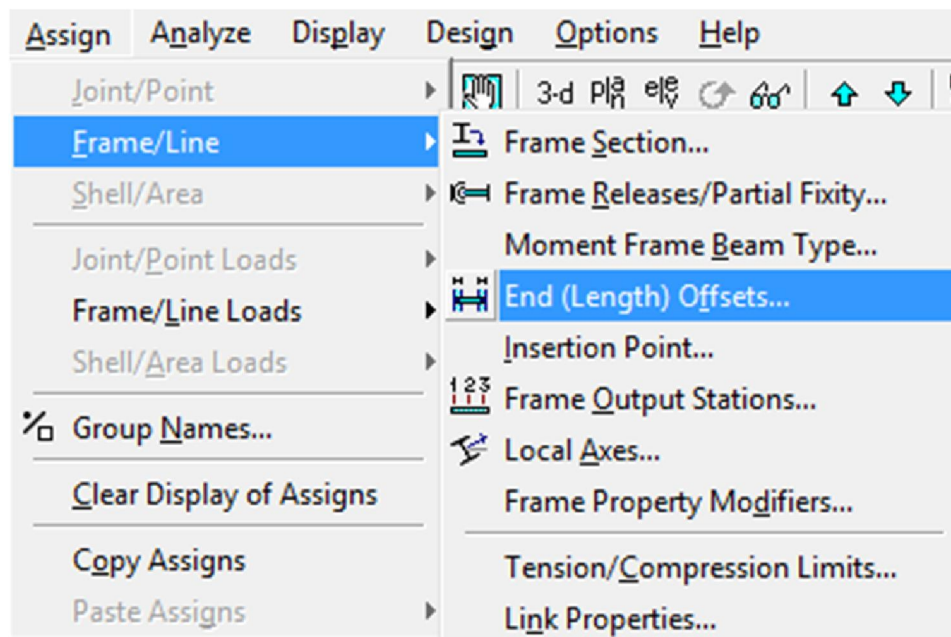 Assign Analyze Display Design Options Help
3-d
Joint/Point
Frame/Line
Shell/Area
Joint/Point Loads
Frame/Line Loads
Shell/Area Loads
Group Names...
Clear Display of Assigns
Copy Assigns
Paste Assigns
Frame Section...
Frame Releases/Partial Fixity...
Moment Frame Beam Type...
End (Length) Offsets...
Insertion Point...
1 2 3
Frame Output Stations...
Local Axes...
Frame Property Modifiers...
Tension/Compression Limits...
Link Properties...